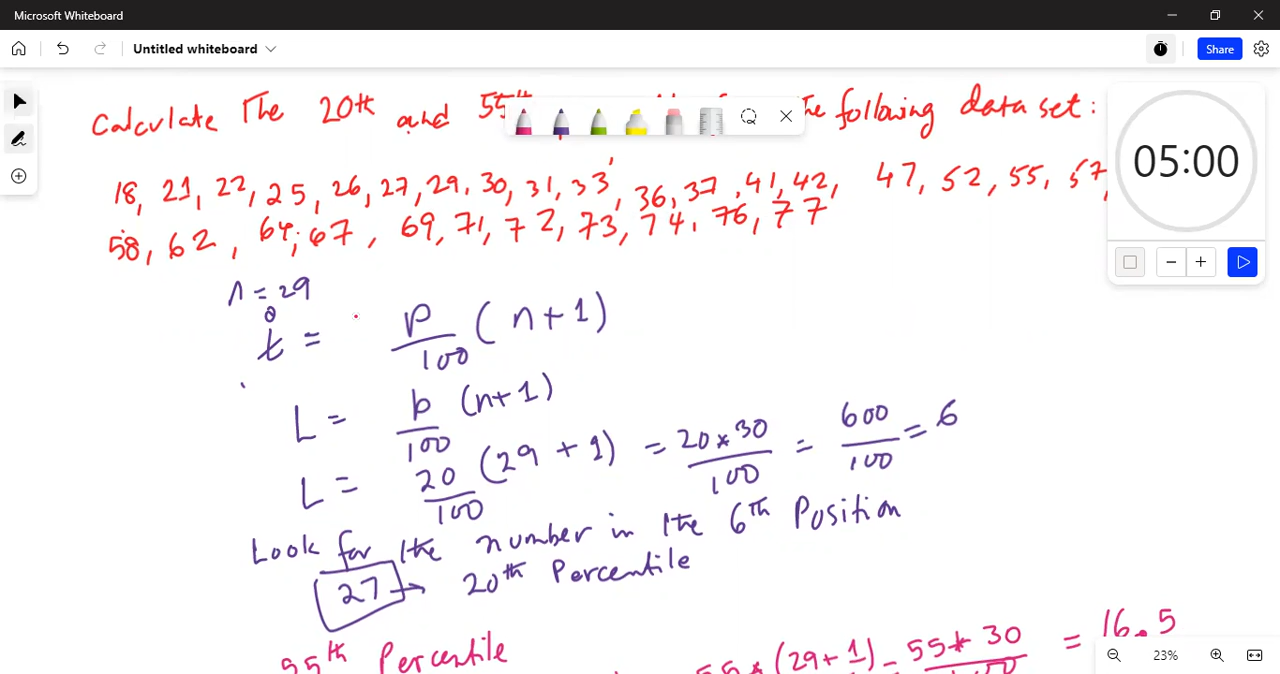 Microsoft Whiteboard
Untitled whiteboard
Share
Calculate The 20th and 55th following data set:
05:00
18, 21, 22, 25, 26, 27, 29, 30, 31, 33, 36, 37, 41, 42, 47, 52, 55, 57,
58, 62, 64, 67, 69, 71, 72, 73, 74, 76, 77
n = 29
= P/100 (n+1)
L = P/100 (n+1)
L = 20/100 (29 + 1) = 20*30/100 = 600/100 = 6
Look for the number in the 6th Position
27 → 20th Percentile
55th Percentile
55* (29+1) = 55* 30/100 = 16.5
23%